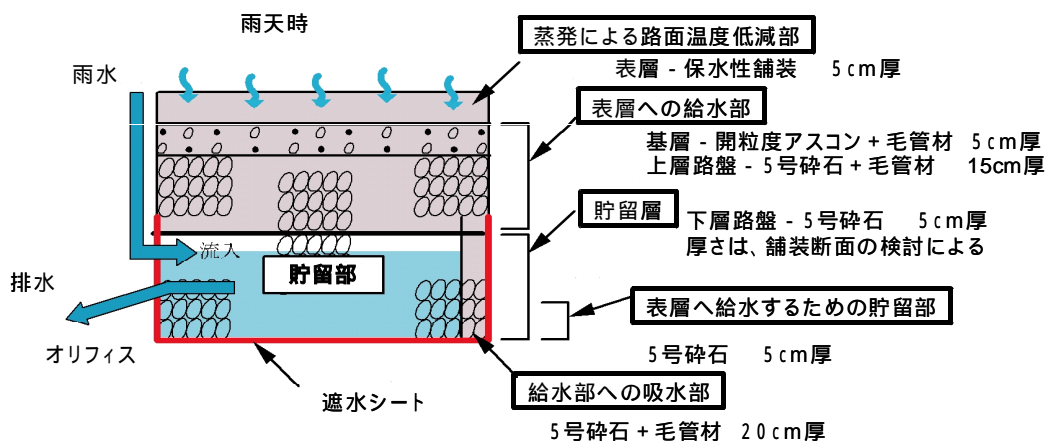 雨天時
雨水
流入
貯留部
排水
オリフィス
遮水シート
蒸発による路面温度低減部
表層 - 保水性舗装 5cm厚
表層への給水部
基層 - 開粒度アスコン + 毛管材 5cm厚
上層路盤 - 5号砕石 + 毛管材 15cm厚
貯留層
下層路盤 - 5号砕石 5cm厚
厚さは、舗装断面の検討による
表層へ給水するための貯留部
5号砕石 5cm厚
給水部への吸水部
5号砕石 + 毛管材 20cm厚